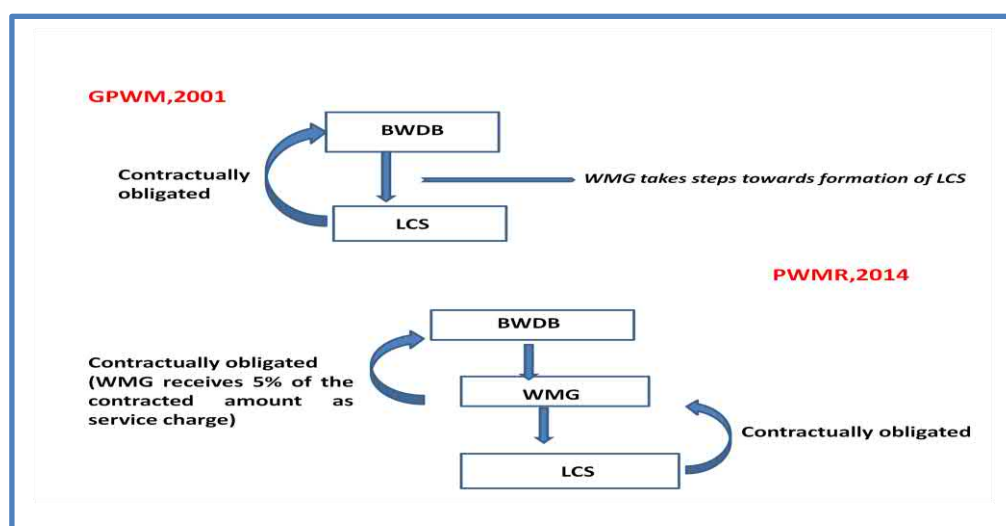 GPWM,2001
BWDB
Contractually
obligated
WMG takes steps towards formation of LCS
LCS
PWMR,2014
BWDB
Contractually obligated
(WMG receives 5% of the
contracted amount as
service charge)
WMG
Contractually obligated
LCS